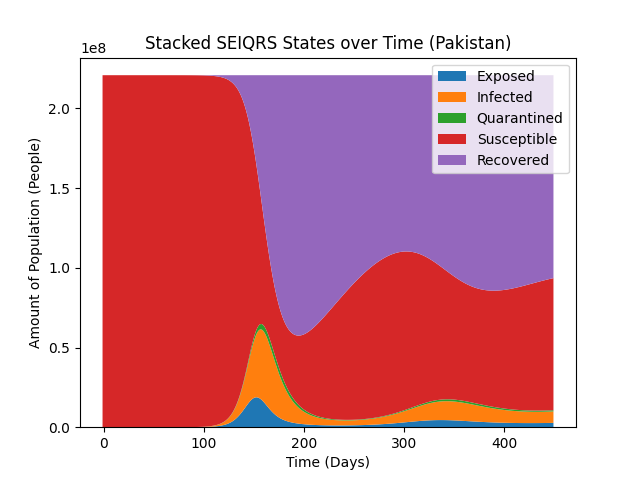 Stacked SEIQRS States over Time (Pakistan)
1e8
Exposed
Infected
Quarantined
Susceptible
Recovered
Amount of Population (People)
2.0
1.5
1.0
0.5
0.0
0 100 200 300 400
Time (Days)